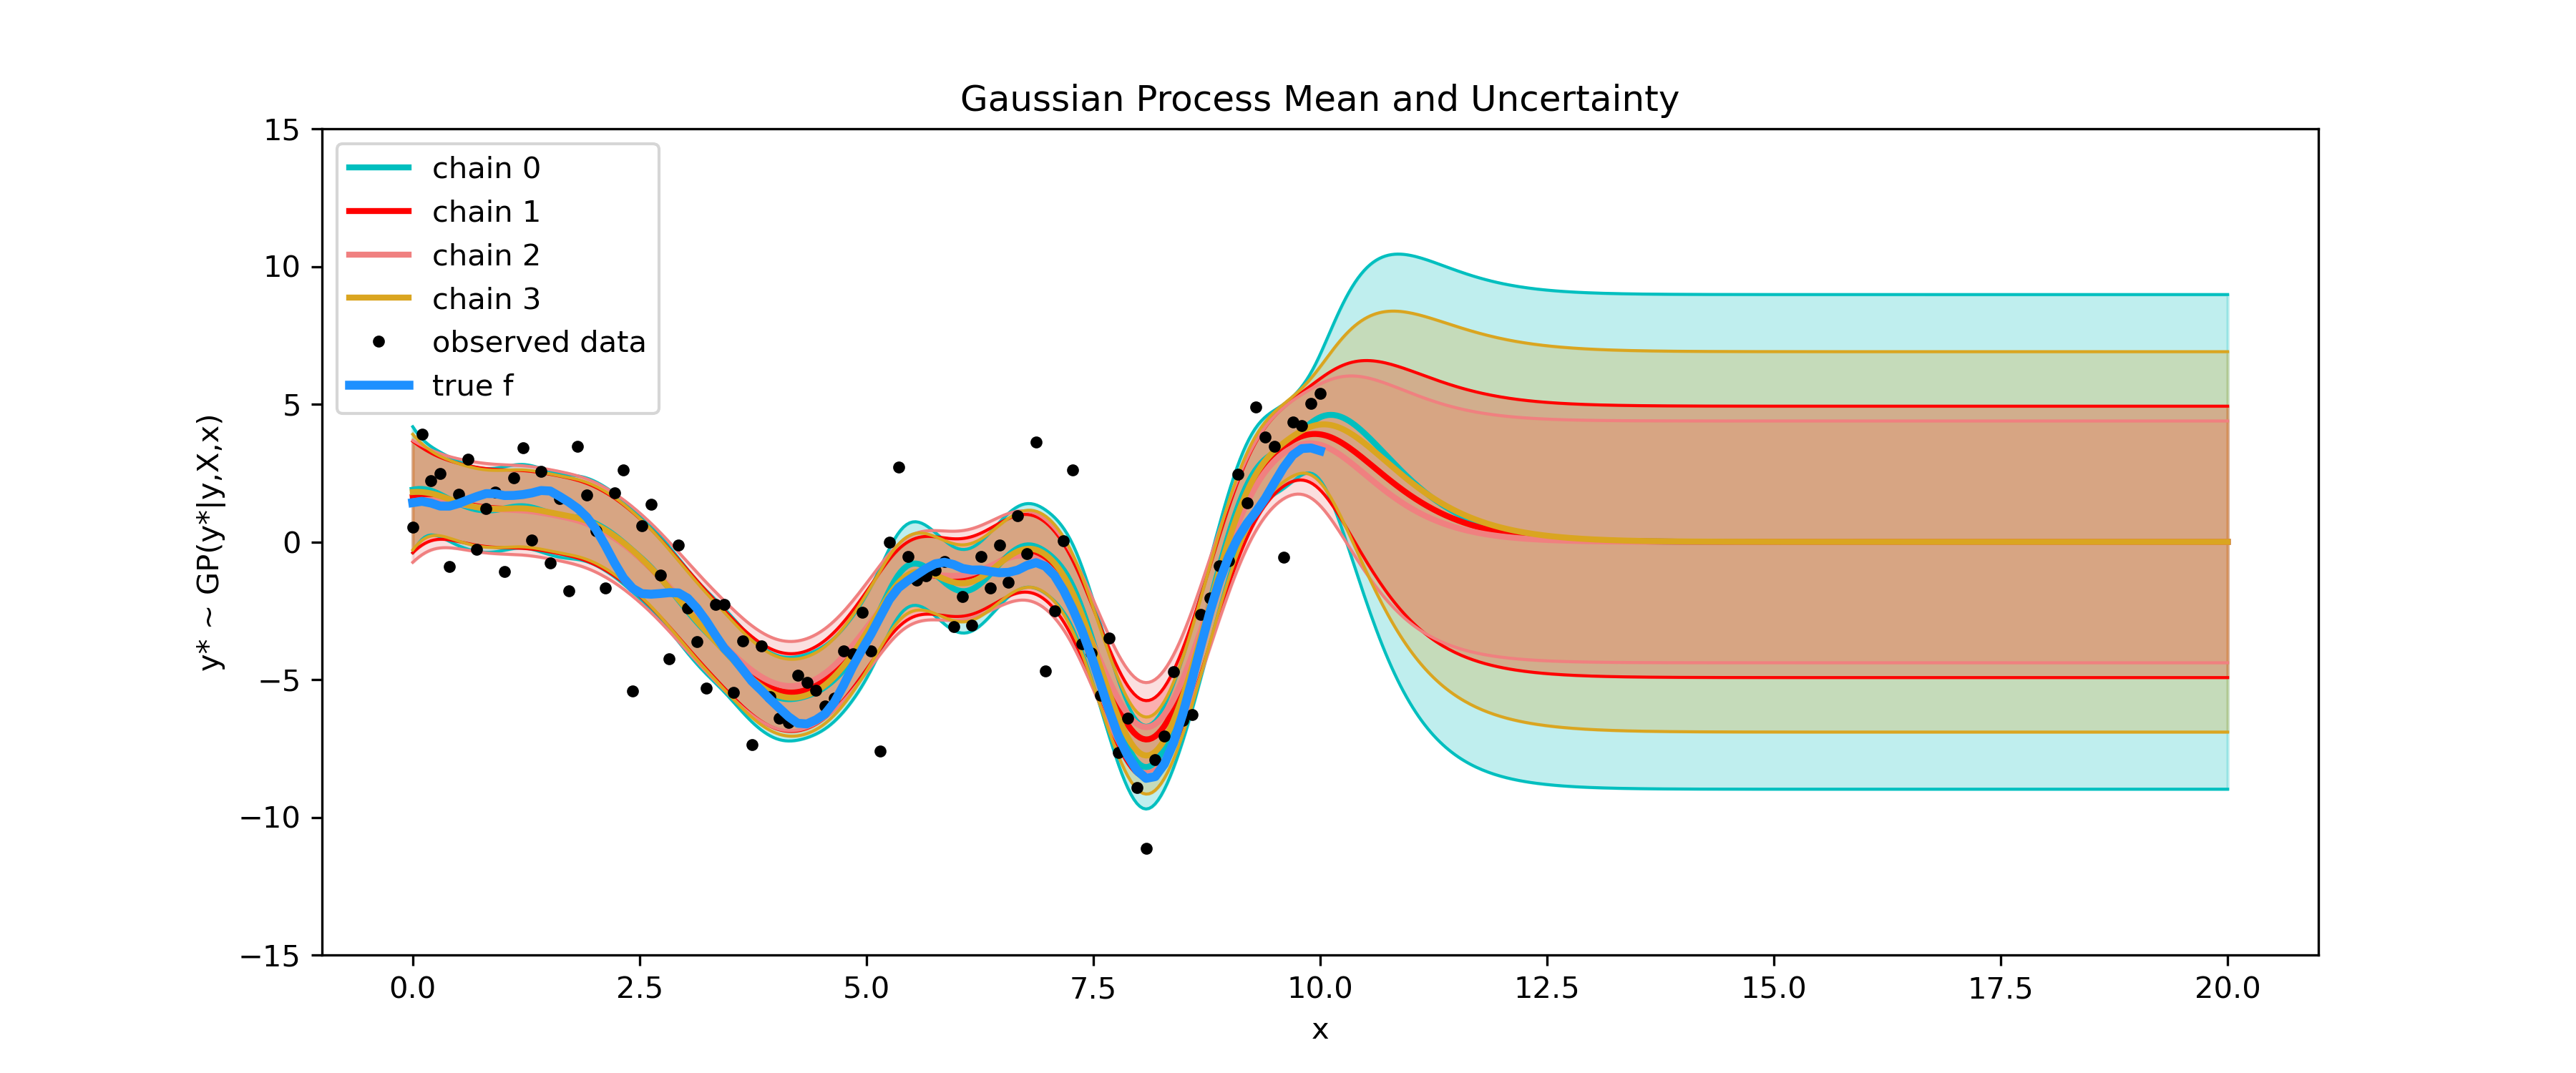 Gaussian Process Mean and Uncertainty
chain 0
chain 1
chain 2
chain 3
observed data
true f
y* ~ GP(y*|y,X,x)
15
10
5
0
−5
−10
−15
0.0 2.5 5.0 7.5 10.0 12.5 15.0 17.5 20.0
x